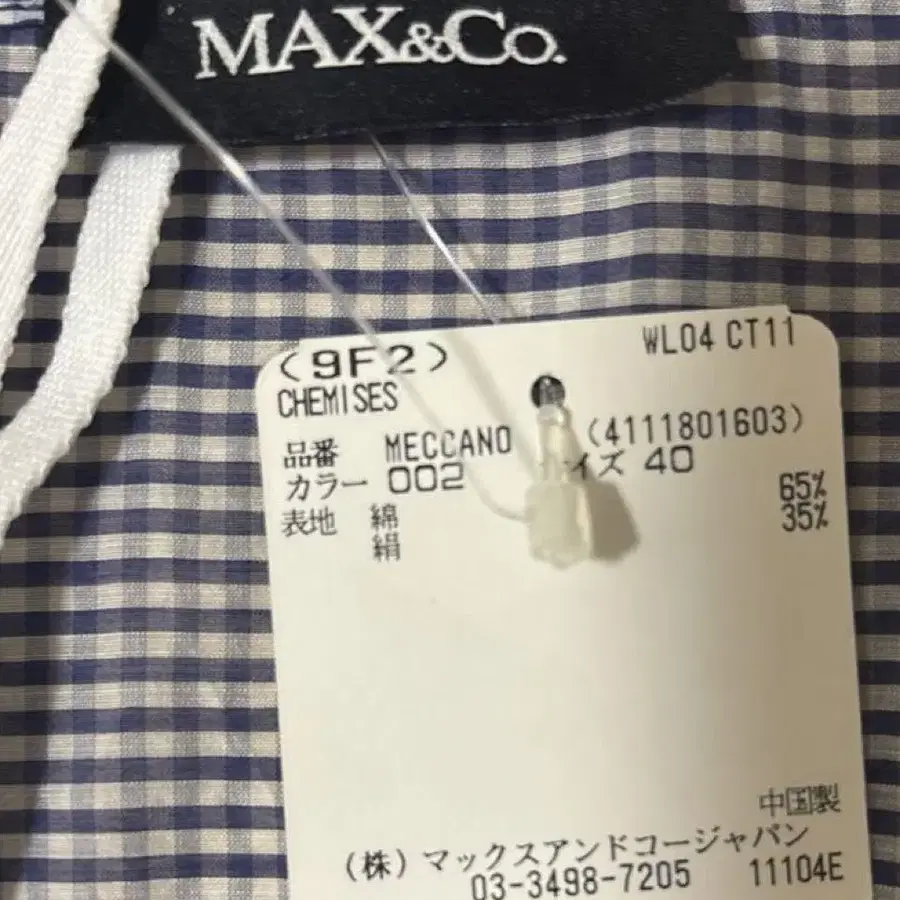 MAX&Co.
(9F2) WL04 CT11
CHEMISES
品番 MECCANO (4111801603)
カラー 002 イズ 40
表地 綿 65%
絹 35%
中国製
(株)マックスアンドコージャパン
03-3498-7205 11104E